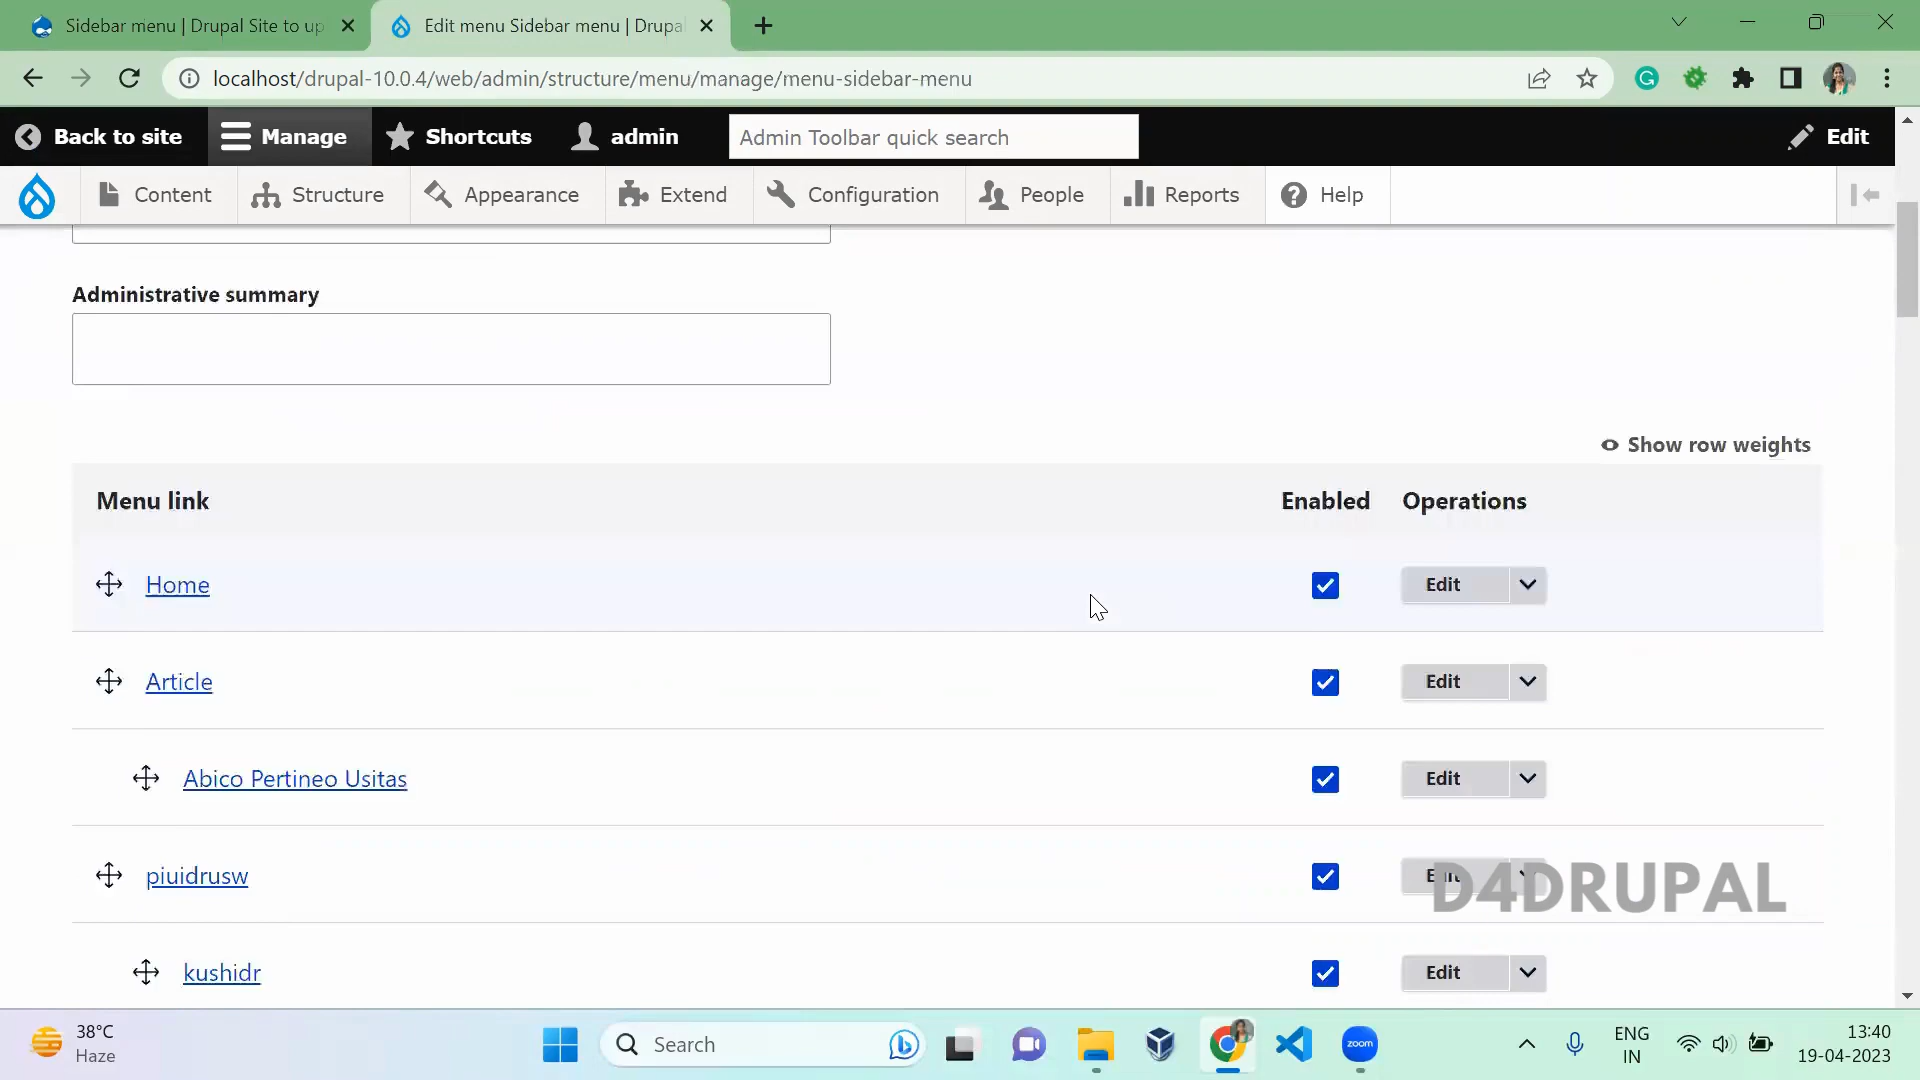 Sidebar menu | Drupal Site to up
Edit menu Sidebar menu | Drupa
localhost/drupal-10.0.4/web/admin/structure/menu/manage/menu-sidebar-menu
Back to site
Manage
Shortcuts
admin
Admin Toolbar quick search
Edit
Content
Structure
Appearance
Extend
Configuration
People
Reports
Help
Administrative summary
Show row weights
Menu link
Enabled
Operations
Home
Edit
Article
Edit
Abico Pertineo Usitas
Edit
piuidrusw
Edit
D4DRUPAL
kushidr
Edit
38°C
Haze
Search
zoom
ENG
IN
13:40
19-04-2023